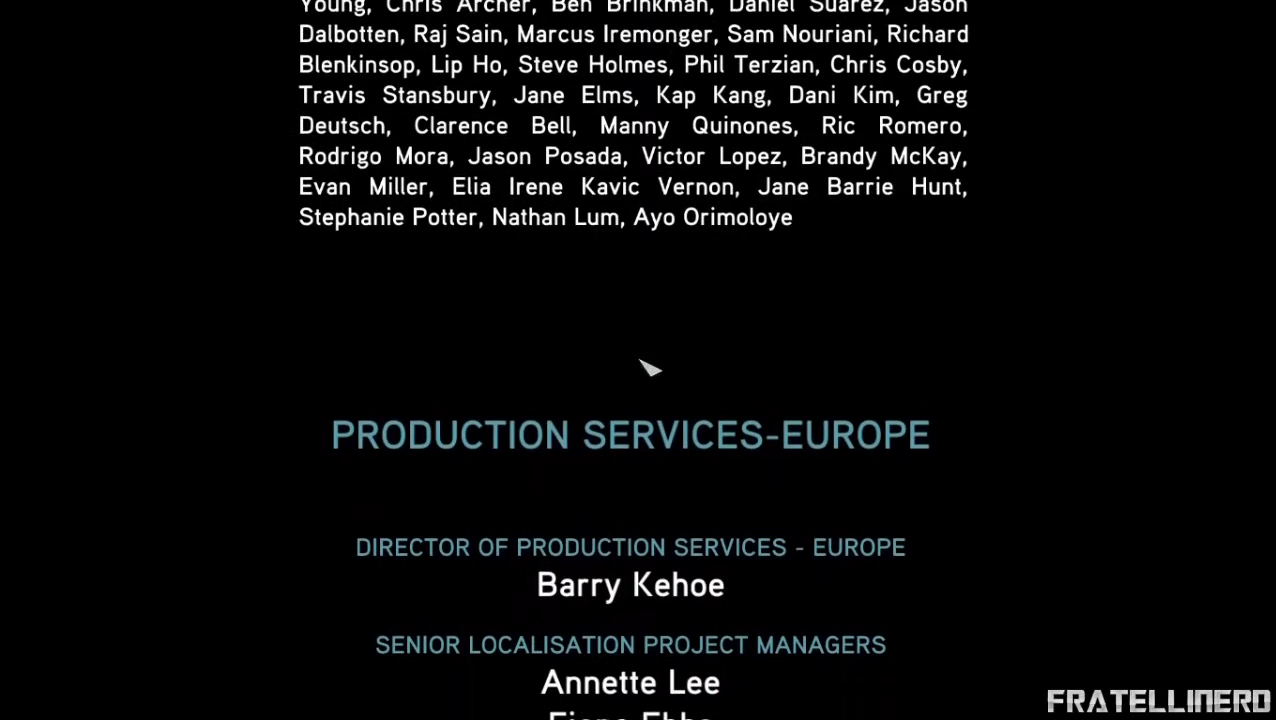 Young, Chris Archer, Ben Brinkman, Daniel Suarez, Jason
Dalbotten, Raj Sain, Marcus Iremonger, Sam Nouriani, Richard
Blenkinsop, Lip Ho, Steve Holmes, Phil Terzian, Chris Cosby,
Travis Stansbury, Jane Elms, Kap Kang, Dani Kim, Greg
Deutsch, Clarence Bell, Manny Quinones, Ric Romero,
Rodrigo Mora, Jason Posada, Victor Lopez, Brandy McKay,
Evan Miller, Elia Irene Kavic Vernon, Jane Barrie Hunt,
Stephanie Potter, Nathan Lum, Ayo Orimoloye
PRODUCTION SERVICES-EUROPE
DIRECTOR OF PRODUCTION SERVICES - EUROPE
Barry Kehoe
SENIOR LOCALISATION PROJECT MANAGERS
Annette Lee
FRATELLINERD